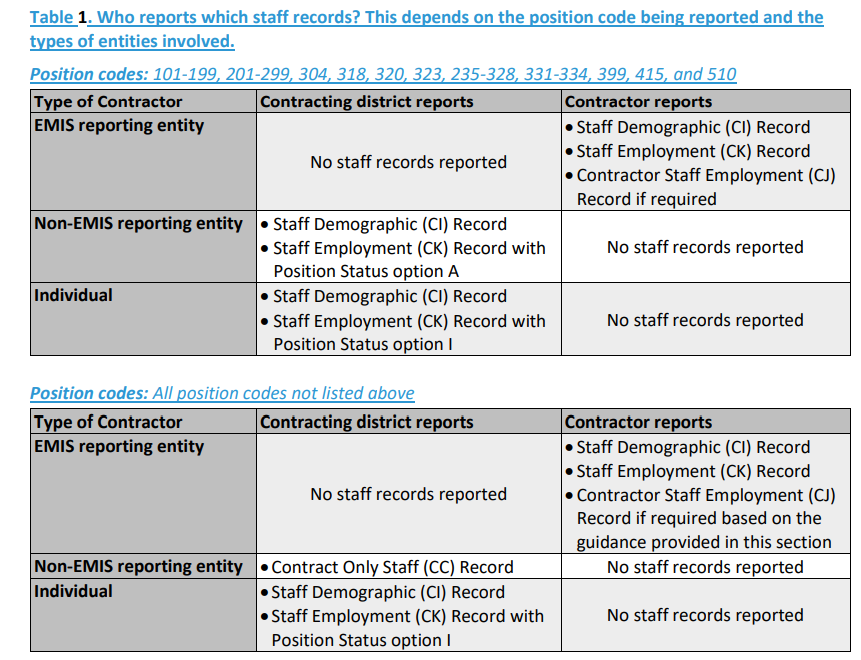 Table 1. Who reports which staff records? This depends on the position code being reported and the
types of entities involved.
Position codes: 101-199, 201-299, 304, 318, 320, 323, 235-328, 331-334, 399, 415, and 510
Type of Contractor
Contracting district reports
Contractor reports
EMIS reporting entity
No staff records reported
• Staff Demographic (CI) Record
• Staff Employment (CK) Record
• Contractor Staff Employment (CJ)
Record if required
Non-EMIS reporting entity
• Staff Demographic (CI) Record
• Staff Employment (CK) Record with
Position Status option A
No staff records reported
Individual
• Staff Demographic (CI) Record
• Staff Employment (CK) Record with
Position Status option I
No staff records reported
Position codes: All position codes not listed above
Type of Contractor
Contracting district reports
Contractor reports
EMIS reporting entity
No staff records reported
• Staff Demographic (CI) Record
• Staff Employment (CK) Record
• Contractor Staff Employment (CJ)
Record if required based on the
guidance provided in this section
Non-EMIS reporting entity
• Contract Only Staff (CC) Record
No staff records reported
Individual
• Staff Demographic (CI) Record
• Staff Employment (CK) Record with
Position Status option I
No staff records reported